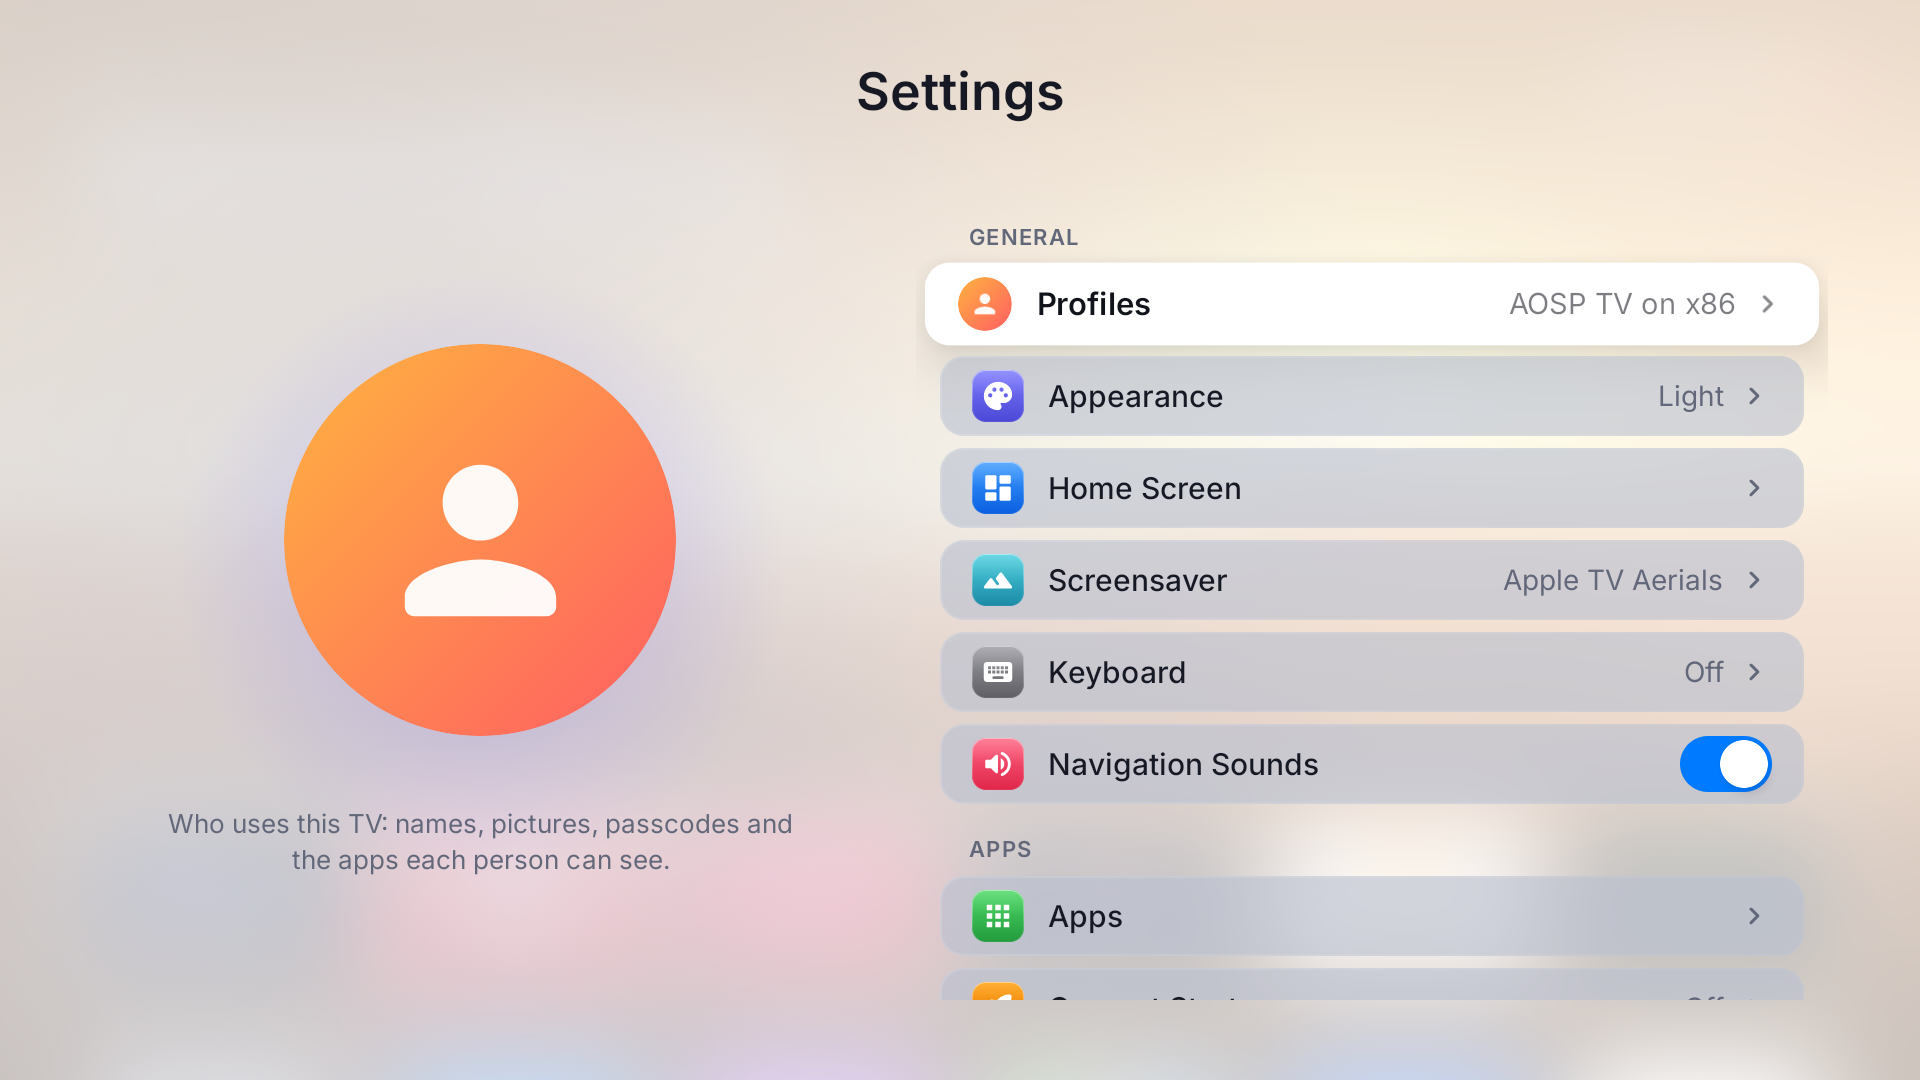 Settings
GENERAL
Profiles AOSP TV on x86
Appearance Light
Home Screen
Screensaver Apple TV Aerials
Keyboard Off
Navigation Sounds
Who uses this TV: names, pictures, passcodes and
the apps each person can see.
APPS
Apps